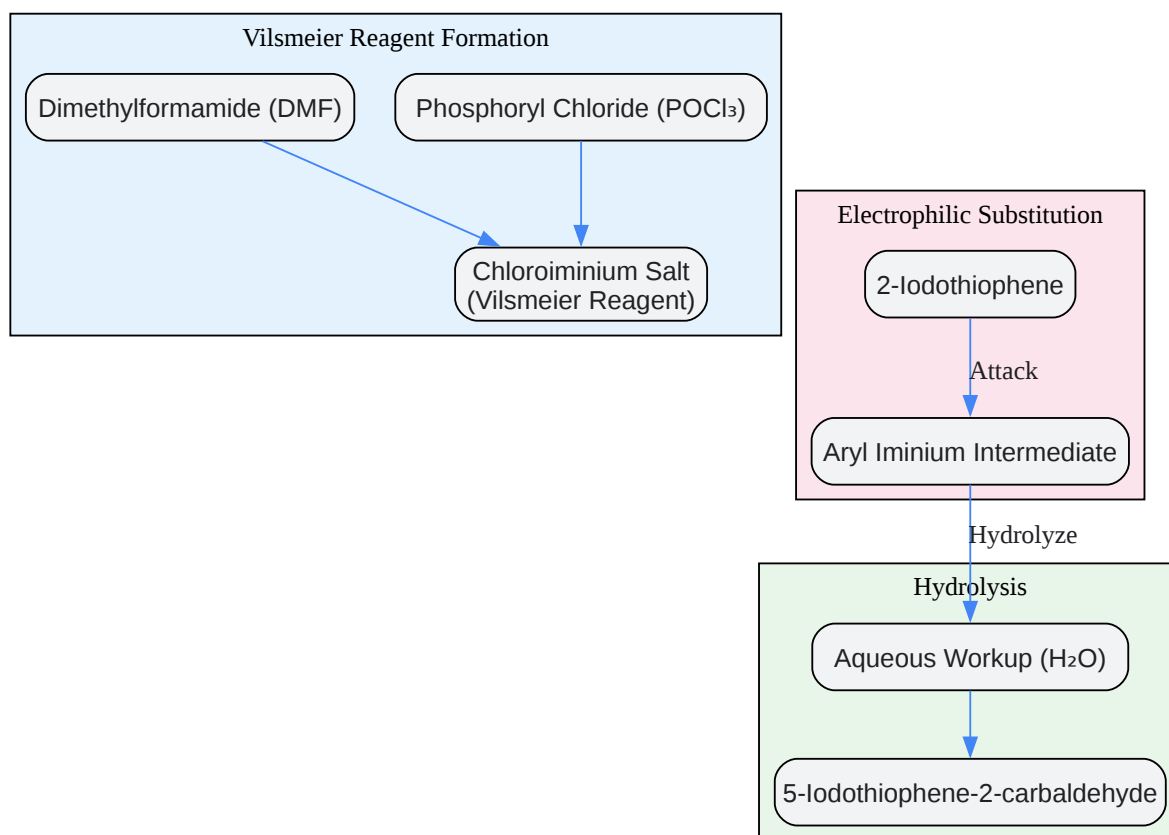 Vilsmeier Reagent Formation
Dimethylformamide (DMF)
Phosphoryl Chloride (POCl₃)
Chloroiminium Salt
(Vilsmeier Reagent)
Electrophilic Substitution
2-Iodothiophene
Attack
Aryl Iminium Intermediate
Hydrolyze
Hydrolysis
Aqueous Workup (H₂O)
5-Iodothiophene-2-carbaldehyde